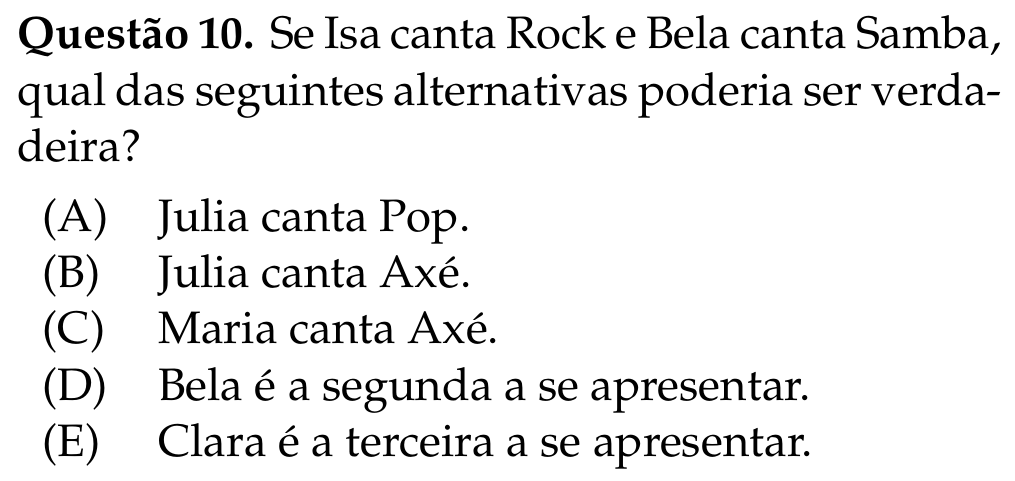 Questão 10. Se Isa canta Rock e Bela canta Samba,
qual das seguintes alternativas poderia ser verda-
deira?
(A) Julia canta Pop.
(B) Julia canta Axé.
(C) Maria canta Axé.
(D) Bela é a segunda a se apresentar.
(E) Clara é a terceira a se apresentar.